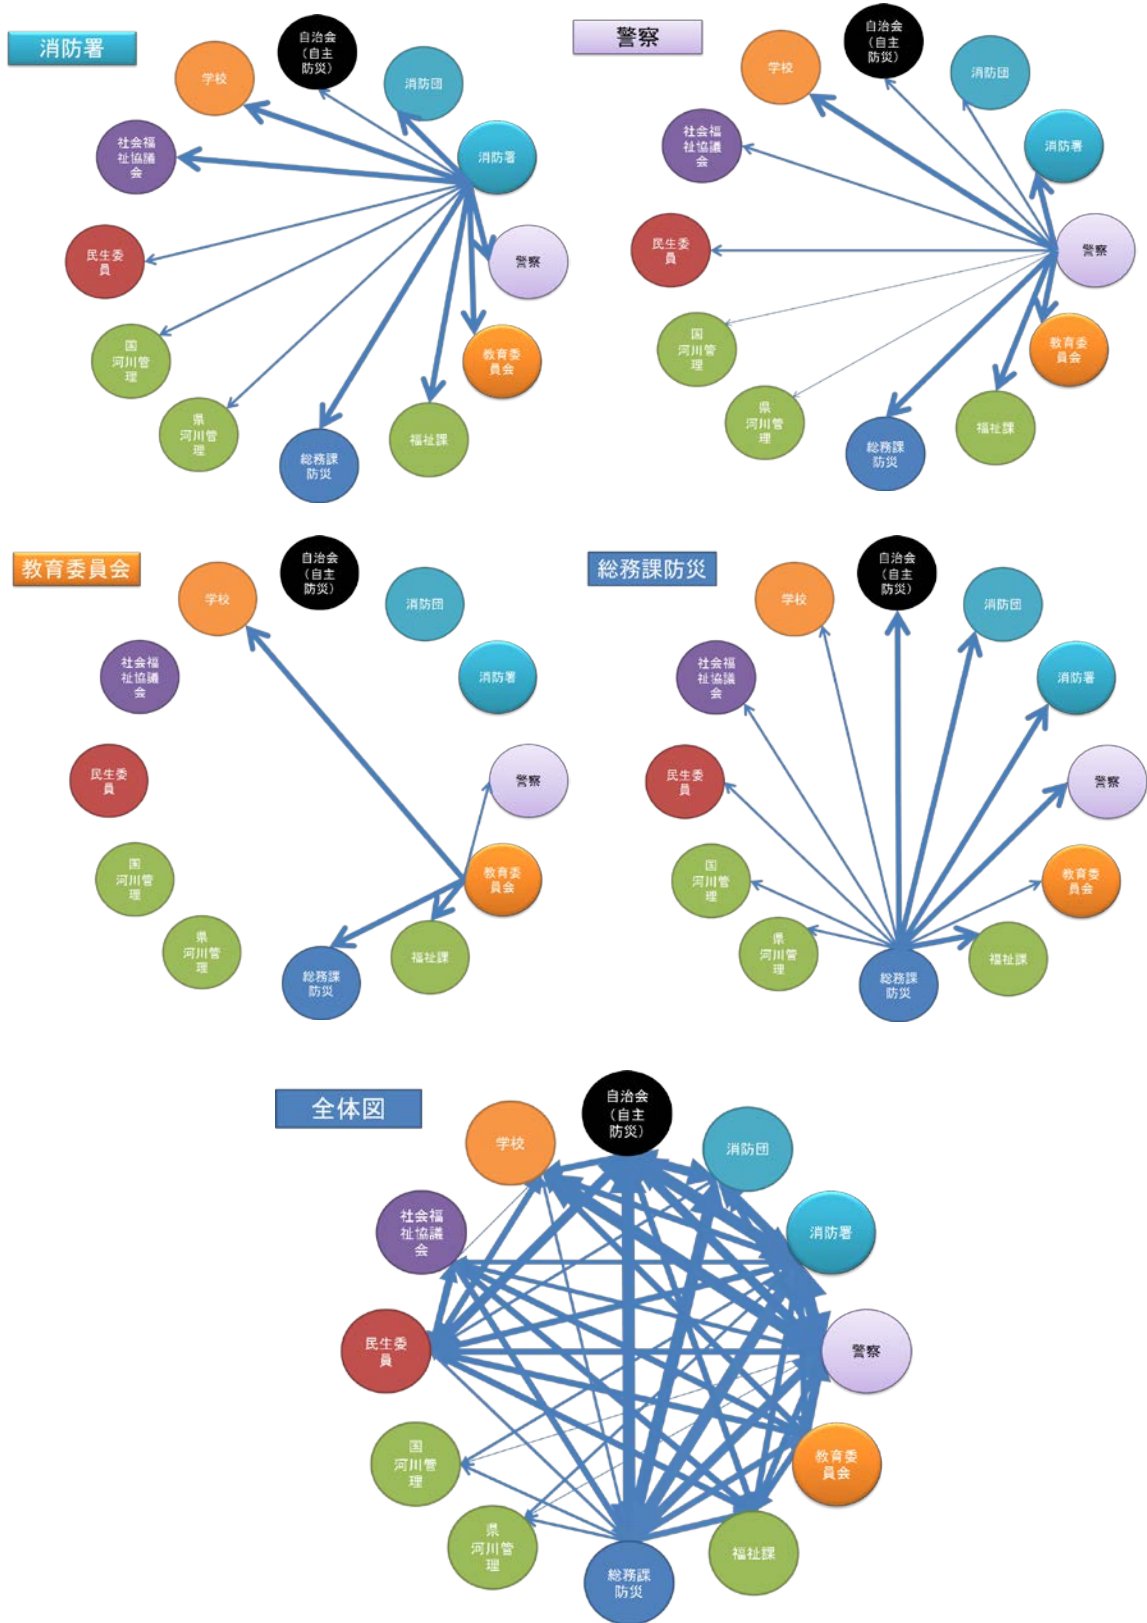 消防署
自治会
（自主
防災）
学校
消防団
社会福
祉協議
会
消防署
民生委
員
警察
国
河川管
理
教育委
員会
県
河川管
理
福祉課
総務課
防災
警察
自治会
（自主
防災）
学校
消防団
社会福
祉協議
会
消防署
民生委
員
警察
国
河川管
理
教育委
員会
県
河川管
理
福祉課
総務課
防災
教育委員会
自治会
（自主
防災）
学校
消防団
社会福
祉協議
会
消防署
民生委
員
警察
国
河川管
理
教育委
員会
県
河川管
理
福祉課
総務課
防災
総務課防災
自治会
（自主
防災）
学校
消防団
社会福
祉協議
会
消防署
民生委
員
警察
国
河川管
理
教育委
員会
県
河川管
理
福祉課
総務課
防災
全体図
自治会
（自主
防災）
学校
消防団
社会福
祉協議
会
消防署
民生委
員
警察
国
河川管
理
教育委
員会
県
河川管
理
福祉課
総務課
防災